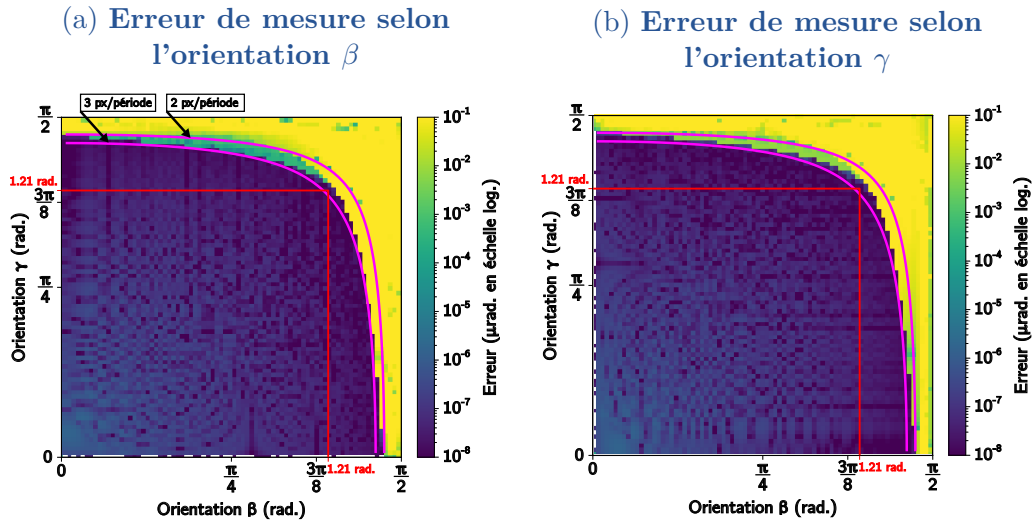 (a) Erreur de mesure selon
l'orientation β
3 px/période
2 px/période
π
2
1.21 rad.
3π
8
π
4
0
Orientation γ (rad.)
0
π
4
3π
8
1.21 rad.
π
2
Orientation β (rad.)
10⁻¹
10⁻²
10⁻³
10⁻⁴
10⁻⁵
10⁻⁶
10⁻⁷
10⁻⁸
Erreur (µrad. en échelle log.)
(b) Erreur de mesure selon
l'orientation γ
π
2
1.21 rad.
3π
8
π
4
0
Orientation γ (rad.)
0
π
4
3π
8
1.21 rad.
π
2
Orientation β (rad.)
10⁻¹
10⁻²
10⁻³
10⁻⁴
10⁻⁵
10⁻⁶
10⁻⁷
10⁻⁸
Erreur (µrad. en échelle log.)